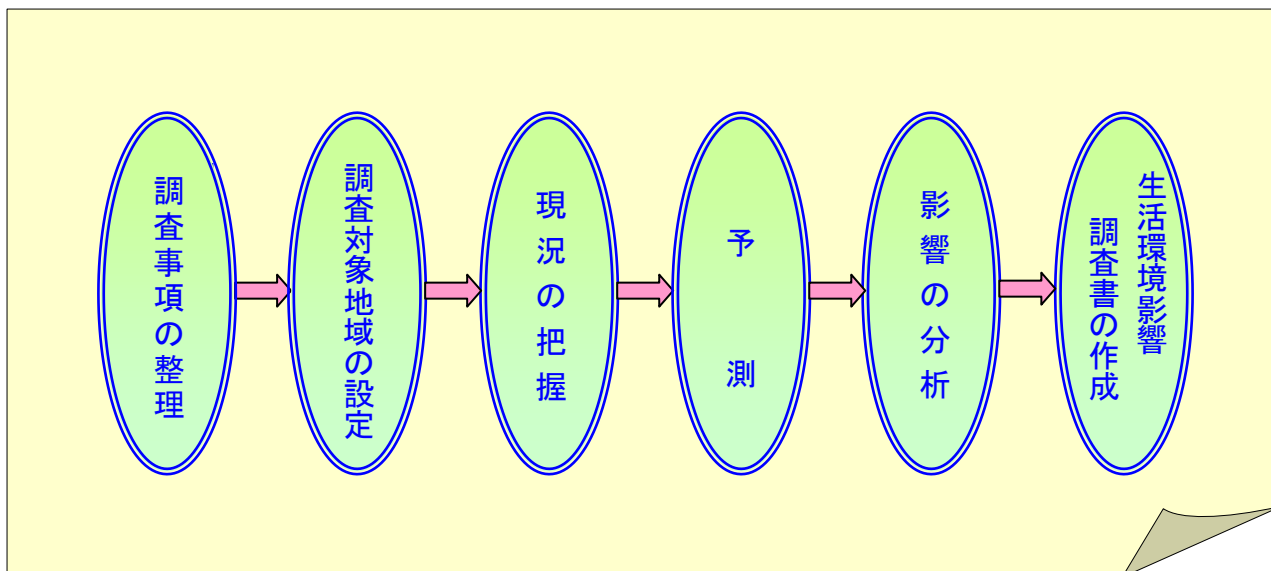 調査事項の整理
調査対象地域の設定
現況の把握
予測
影響の分析
生活環境影響
調査書の作成